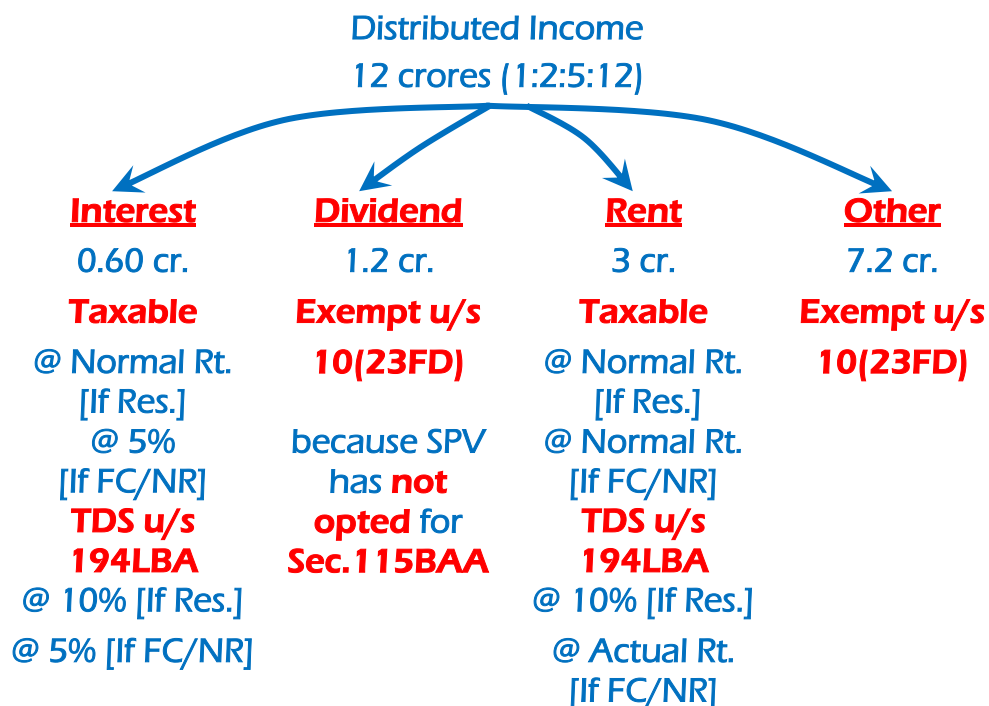 Distributed Income
12 crores (1:2:5:12)
Interest
0.60 cr.
Taxable
@ Normal Rt.
[If Res.]
@ 5%
[If FC/NR]
TDS u/s
194LBA
@ 10% [If Res.]
@ 5% [If FC/NR]
Dividend
1.2 cr.
Exempt u/s
10(23FD)
because SPV
has not
opted for
Sec.115BAA
Rent
3 cr.
Taxable
@ Normal Rt.
[If Res.]
@ Normal Rt.
[If FC/NR]
TDS u/s
194LBA
@ 10% [If Res.]
@ Actual Rt.
[If FC/NR]
Other
7.2 cr.
Exempt u/s
10(23FD)